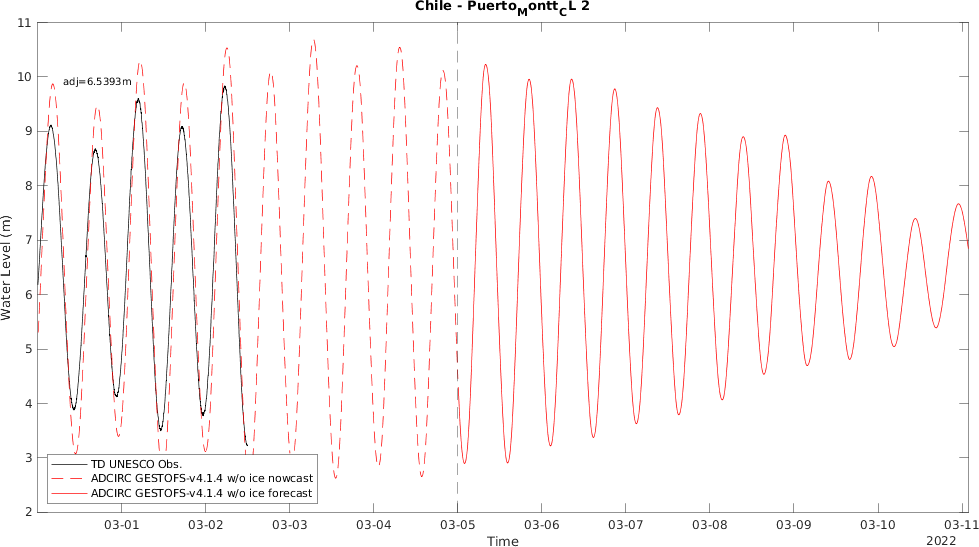 Chile - Puerto_Montt_CL 2
11
10
9
8
7
6
5
4
3
2
Water Level (m)
adj=6.5393m
TD UNESCO Obs.
ADCIRC GESTOFS-v4.1.4 w/o ice nowcast
ADCIRC GESTOFS-v4.1.4 w/o ice forecast
03-01 03-02 03-03 03-04 03-05 03-06 03-07 03-08 03-09 03-10 03-11
Time
2022